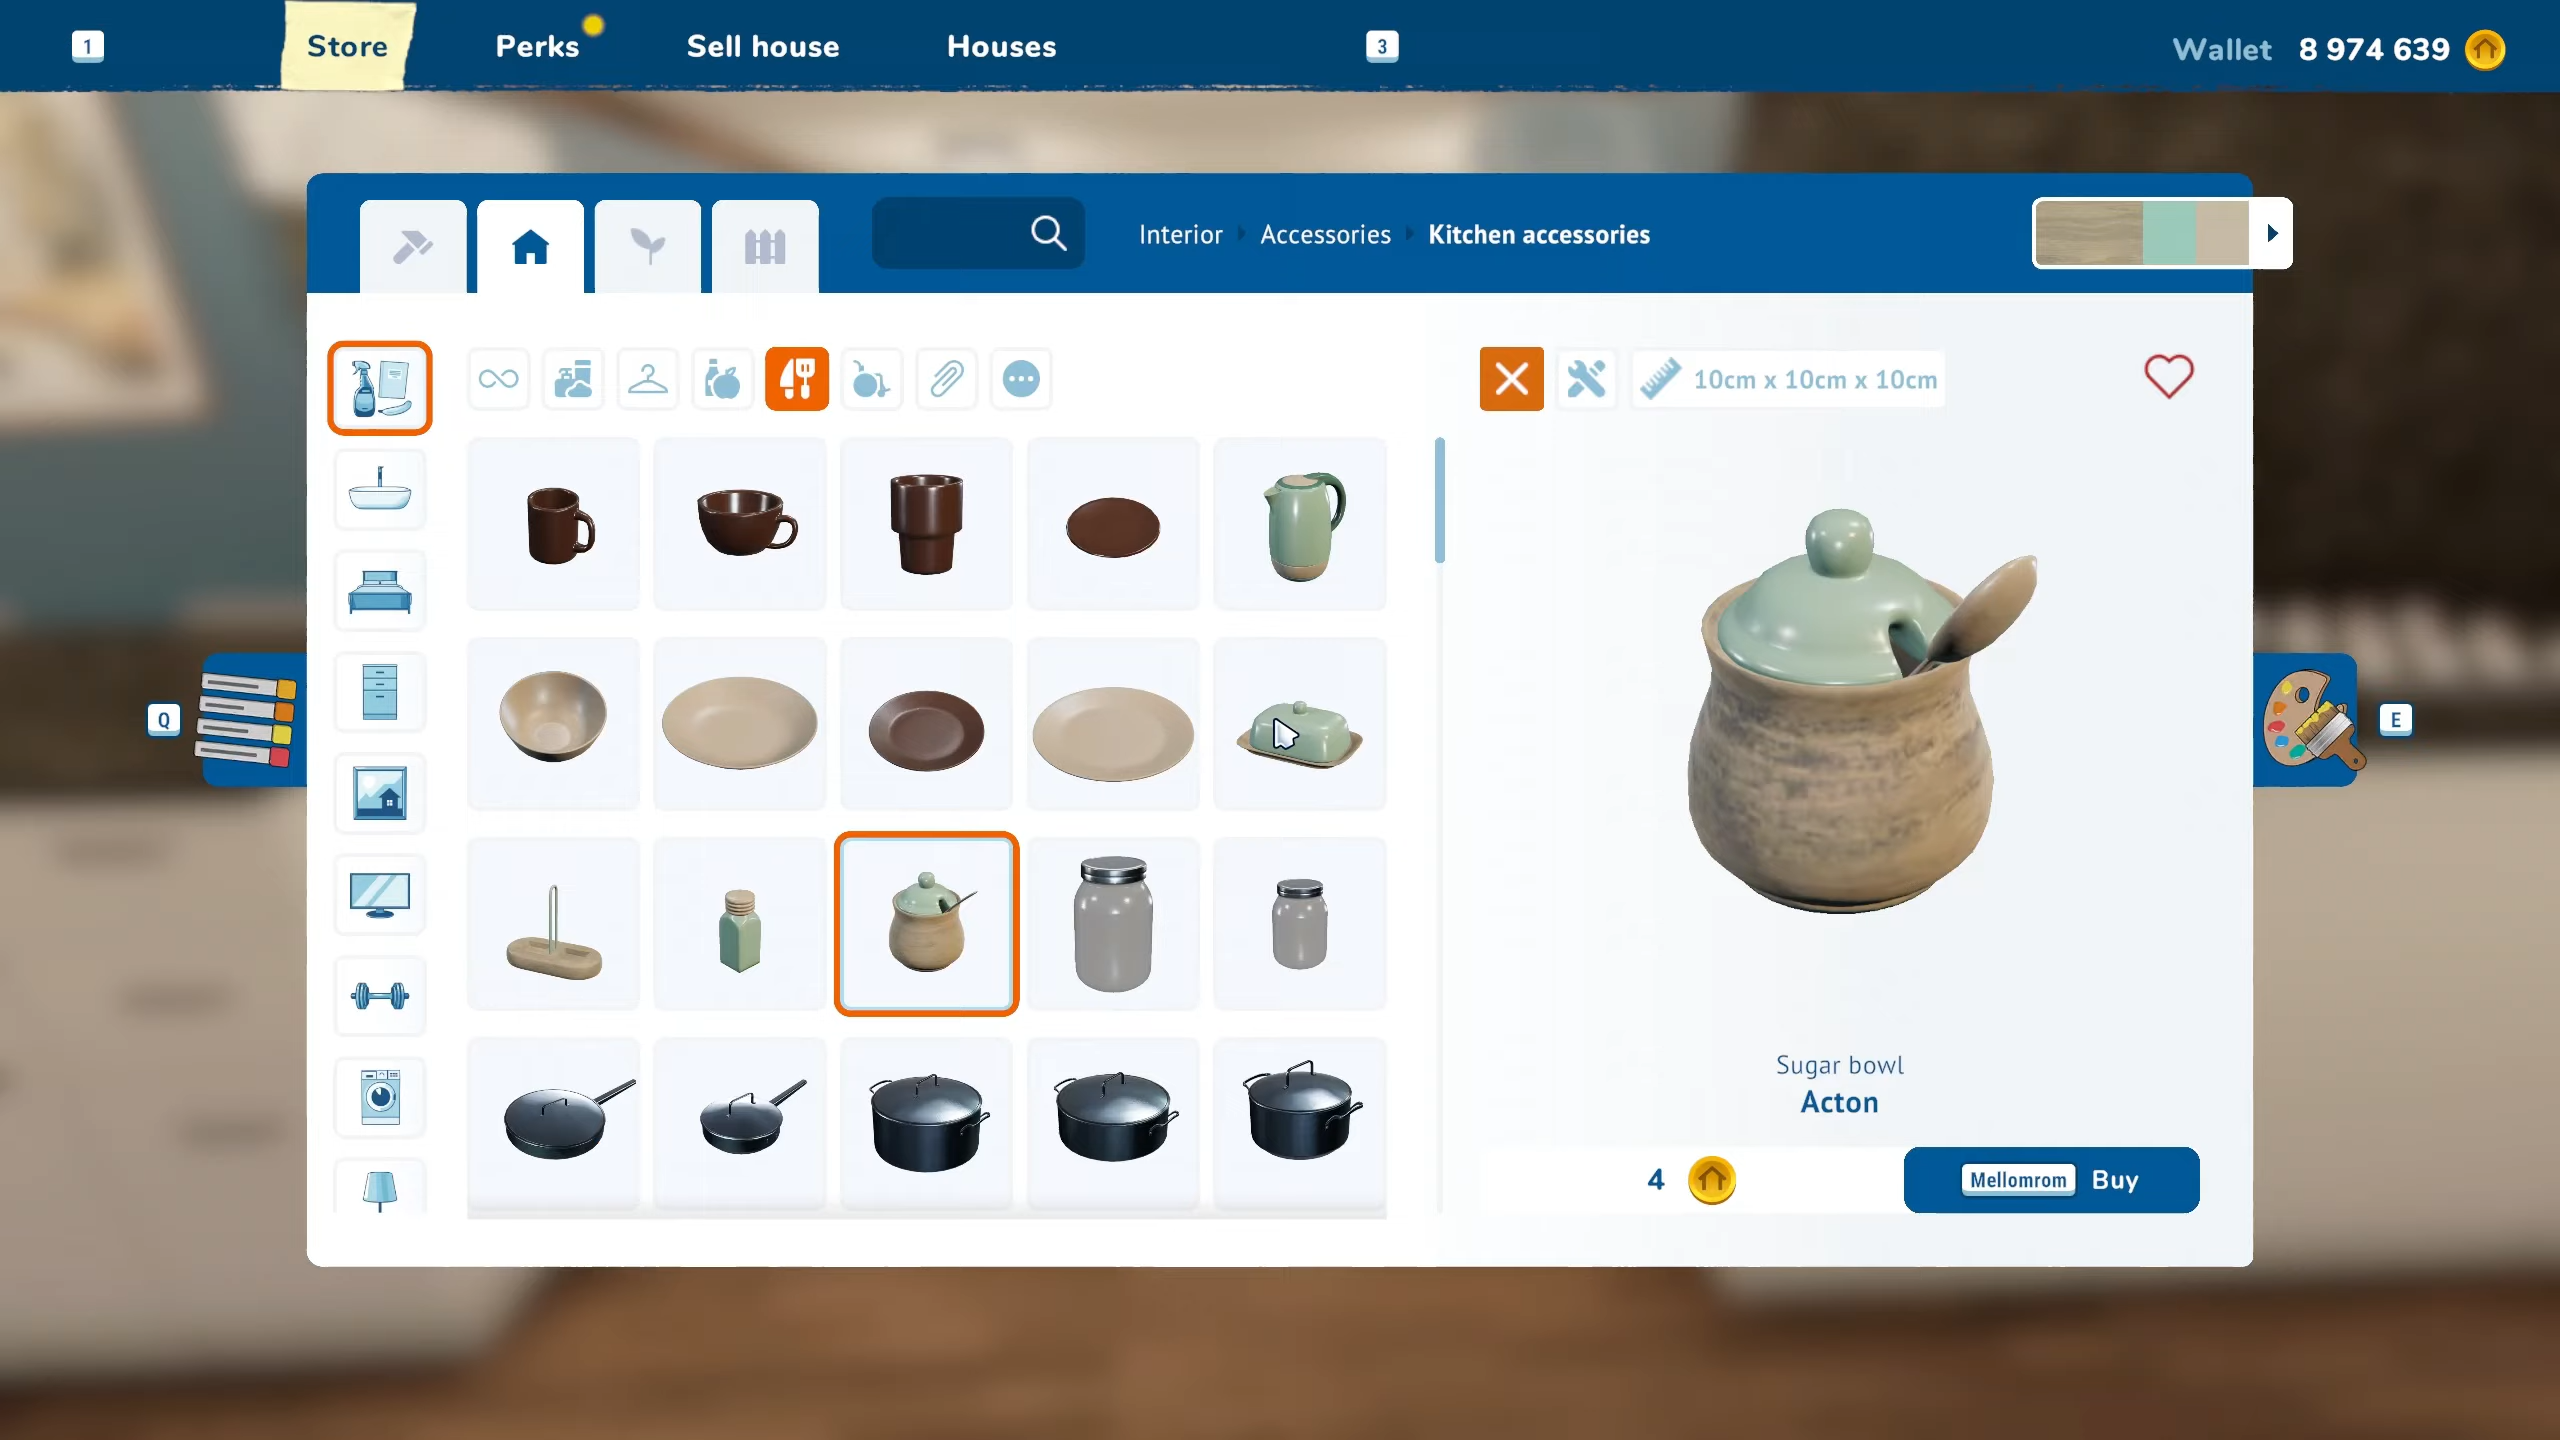 1
Store
Perks
Sell house
Houses
3
Wallet 8 974 639
Interior
Accessories
Kitchen accessories
10cm x 10cm x 10cm
Q
E
Sugar bowl
Acton
4
Mellomrom Buy